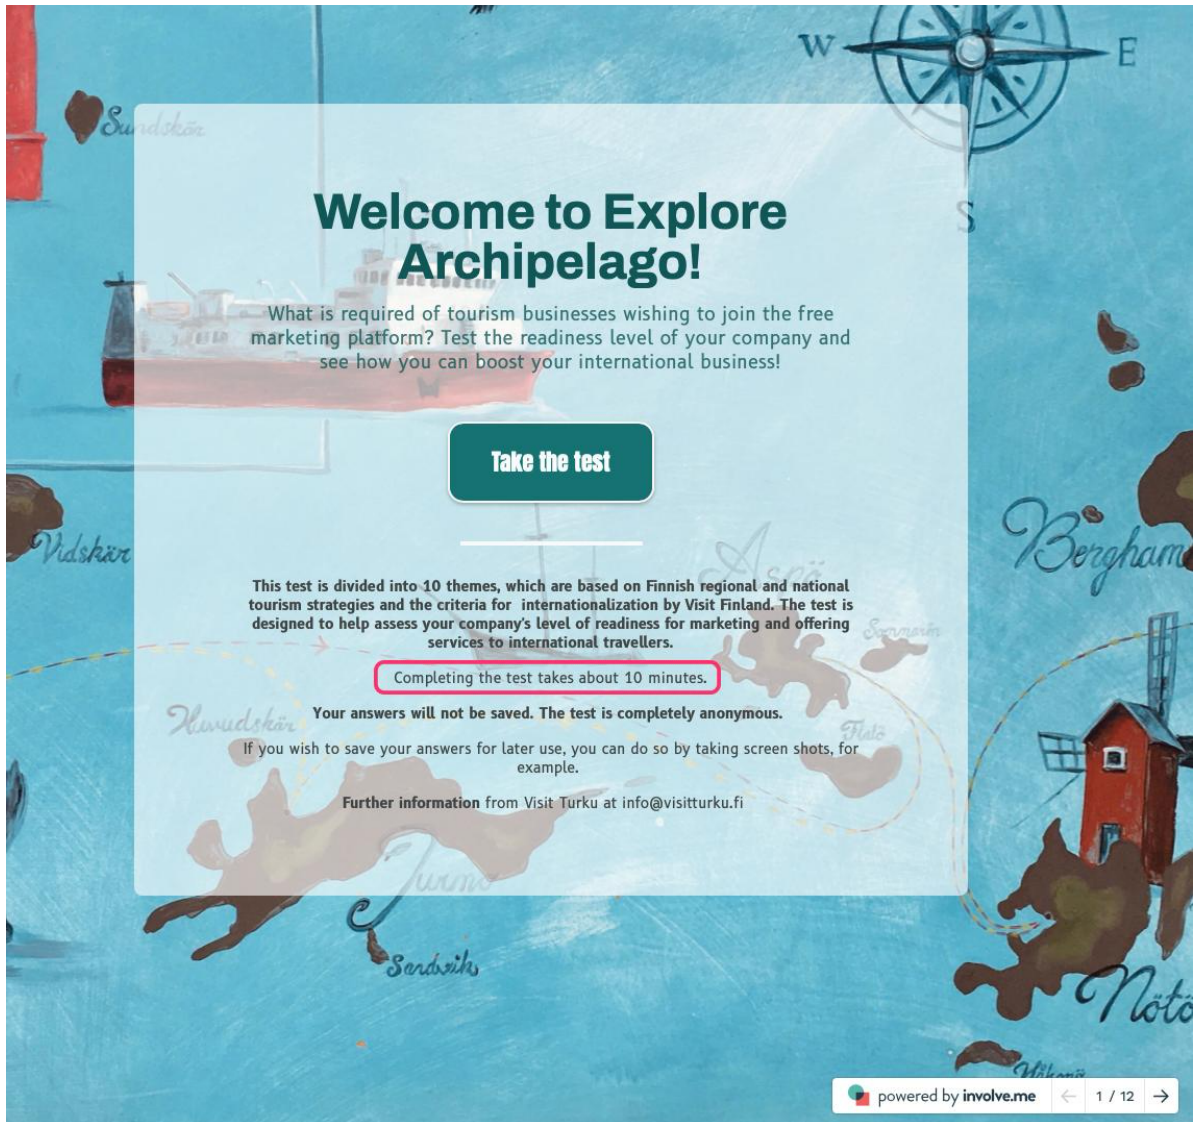 W
E
S
Sundskär
Welcome to Explore
Archipelago!
What is required of tourism businesses wishing to join the free
marketing platform? Test the readiness level of your company and
see how you can boost your international business!
Take the test
Vidskär
Aspö
Bergham
This test is divided into 10 themes, which are based on Finnish regional and national
tourism strategies and the criteria for internationalization by Visit Finland. The test is
designed to help assess your company's level of readiness for marketing and offering
services to international travellers.
Completing the test takes about 10 minutes.
Your answers will not be saved. The test is completely anonymous.
If you wish to save your answers for later use, you can do so by taking screen shots, for
example.
Further information from Visit Turku at info@visitturku.fi
Jurmo
Sandvik
Nötö
powered by involve.me
1 / 12